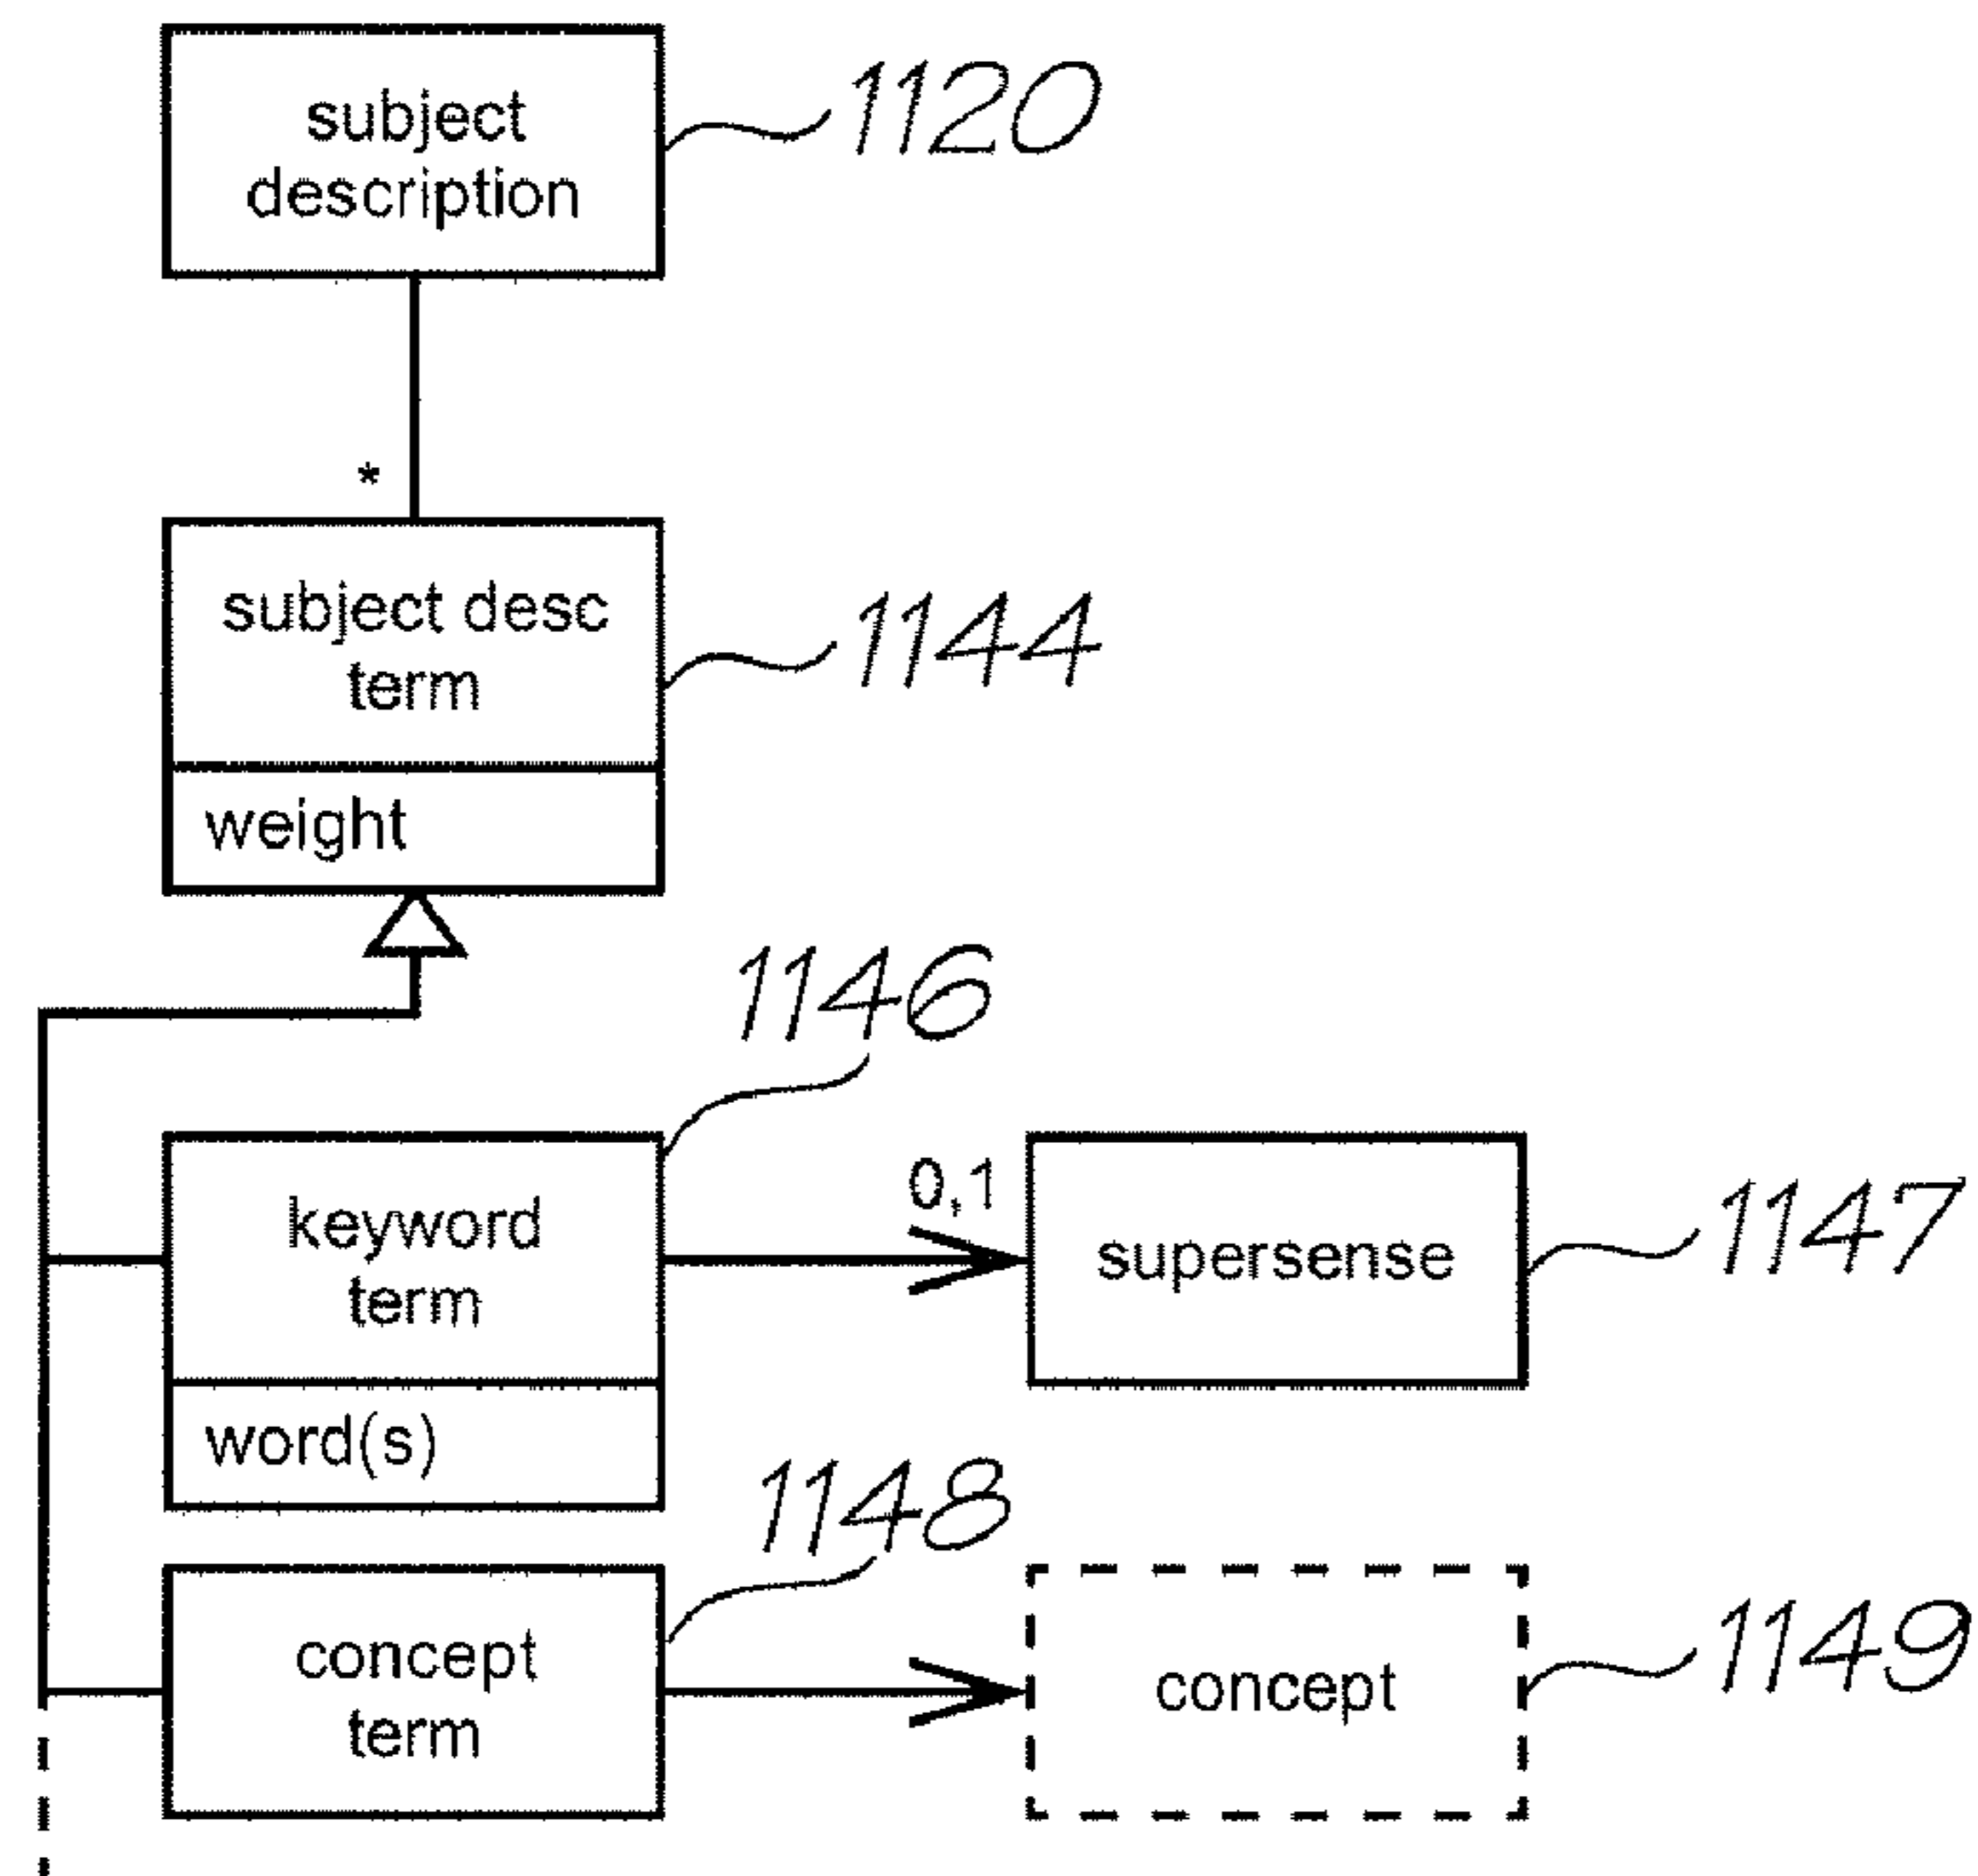 subject
description
1120
*
subject desc
term
1144
weight
1146
keyword
term
0,1
supersense
1147
word(s)
1148
concept
term
concept
1149